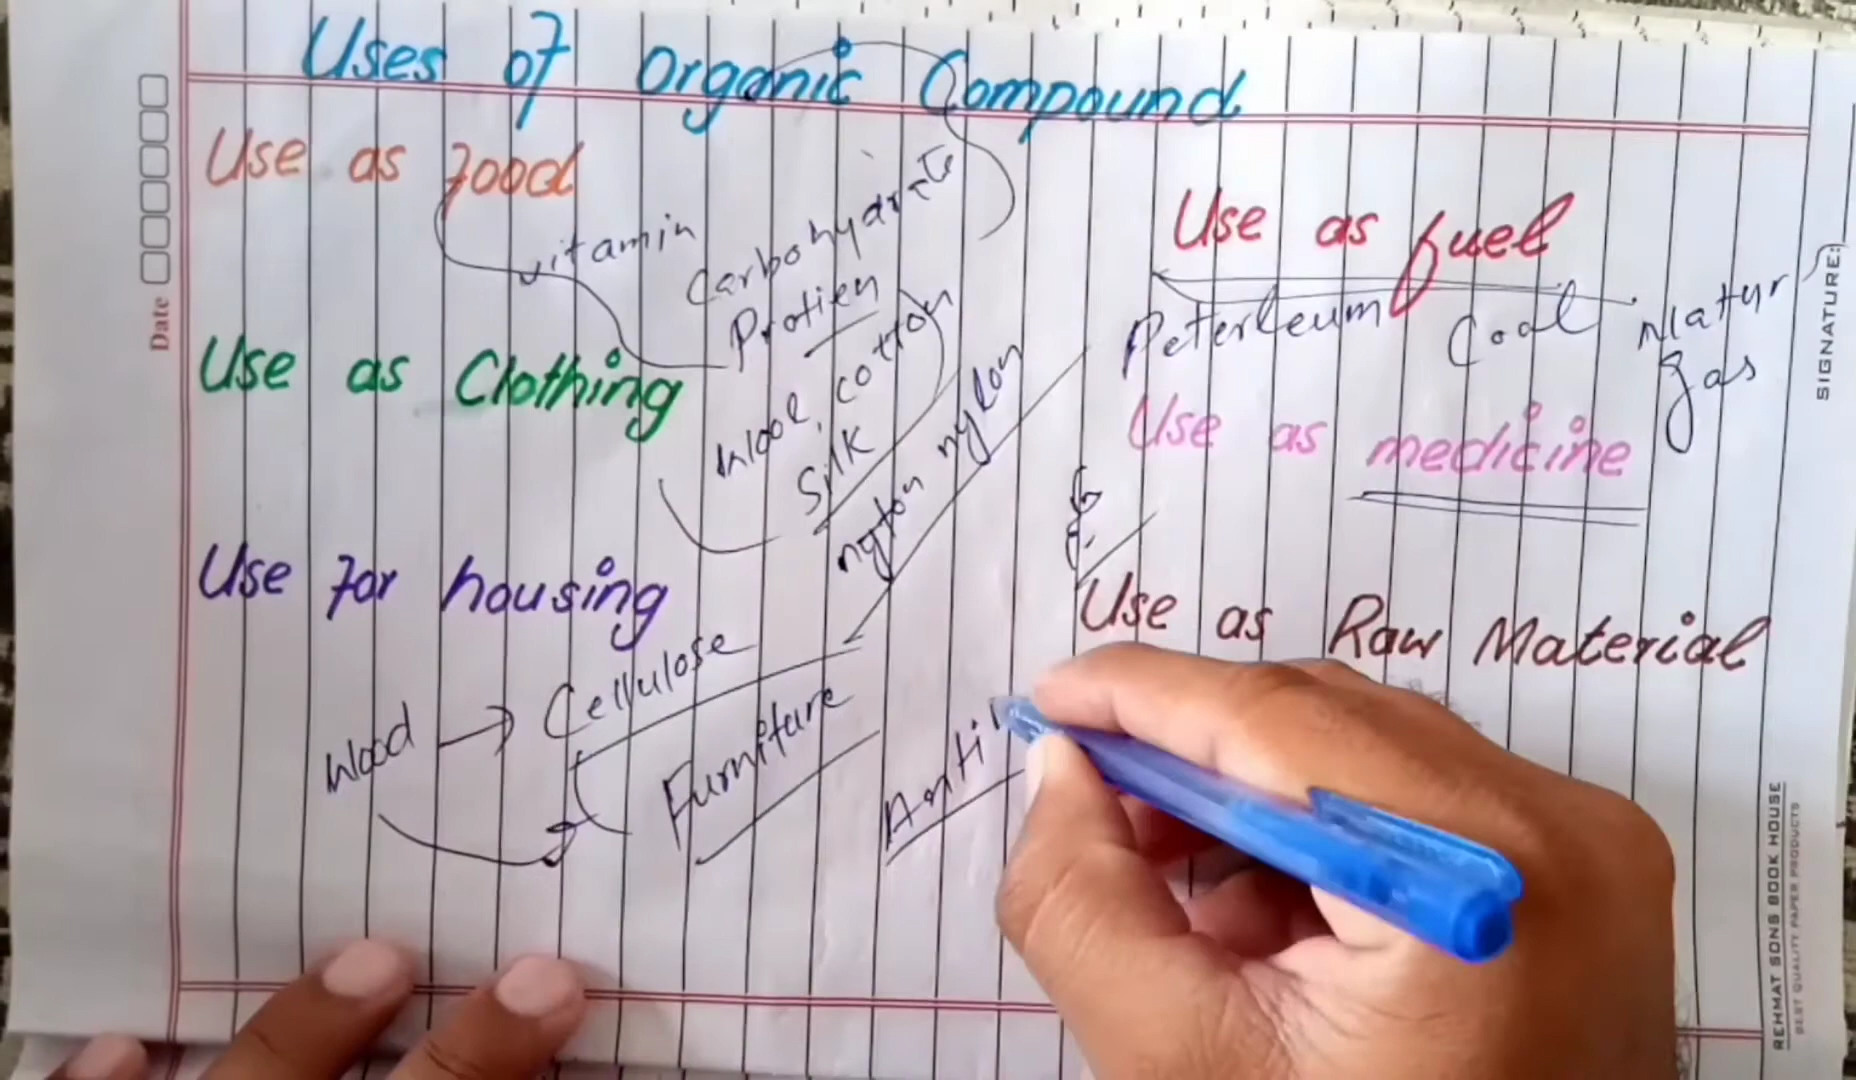 Uses of organic Compound
Use as food
vitamin
Carbohydrate
Protien
Use as Clothing
Wool, cotton
Silk
nylon nylon
Use for housing
Wood → Cellulose
Furniture
Use as fuel
Peterleum Coal Natur
gas
Use as medicine
Use as Raw Material
Anti
Date
SIGNATURE:
REHMAT SONS BOOK HOUSE
BEST QUALITY PAPER PRODUCTS